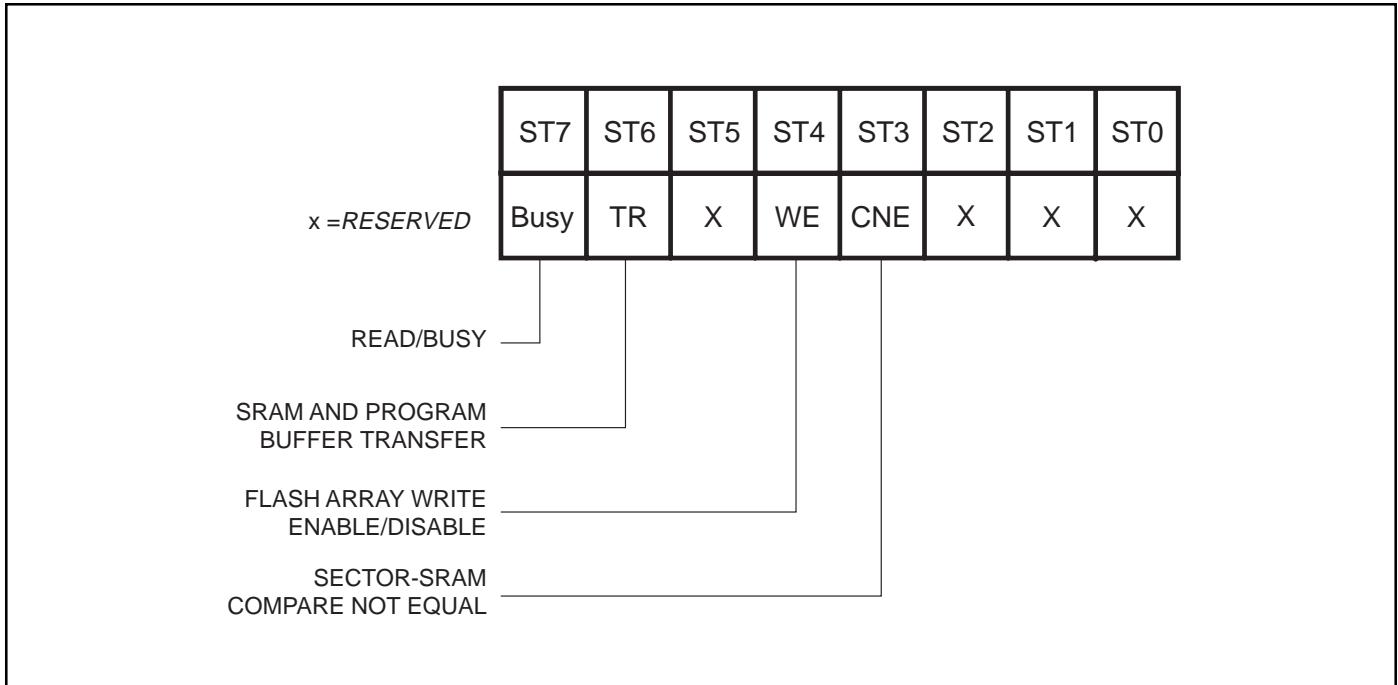 ST7 ST6 ST5 ST4 ST3 ST2 ST1 ST0
x =RESERVED Busy TR X WE CNE X X X
READ/BUSY
SRAM AND PROGRAM
BUFFER TRANSFER
FLASH ARRAY WRITE
ENABLE/DISABLE
SECTOR-SRAM
COMPARE NOT EQUAL